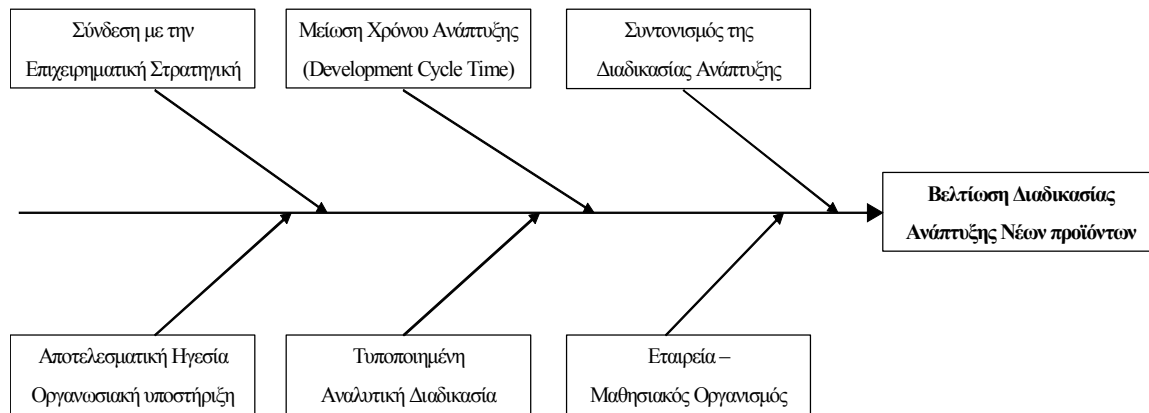 Σύνδεση με την
Επιχειρηματική Στρατηγική
Μείωση Χρόνου Ανάπτυξης
(Development Cycle Time)
Συντονισμός της
Διαδικασίας Ανάπτυξης
Βελτίωση Διαδικασίας
Ανάπτυξης Νέων προϊόντων
Αποτελεσματική Ηγεσία
Οργανωσιακή υποστήριξη
Τυποποιημένη
Αναλυτική Διαδικασία
Εταιρεία –
Μαθησιακός Οργανισμός